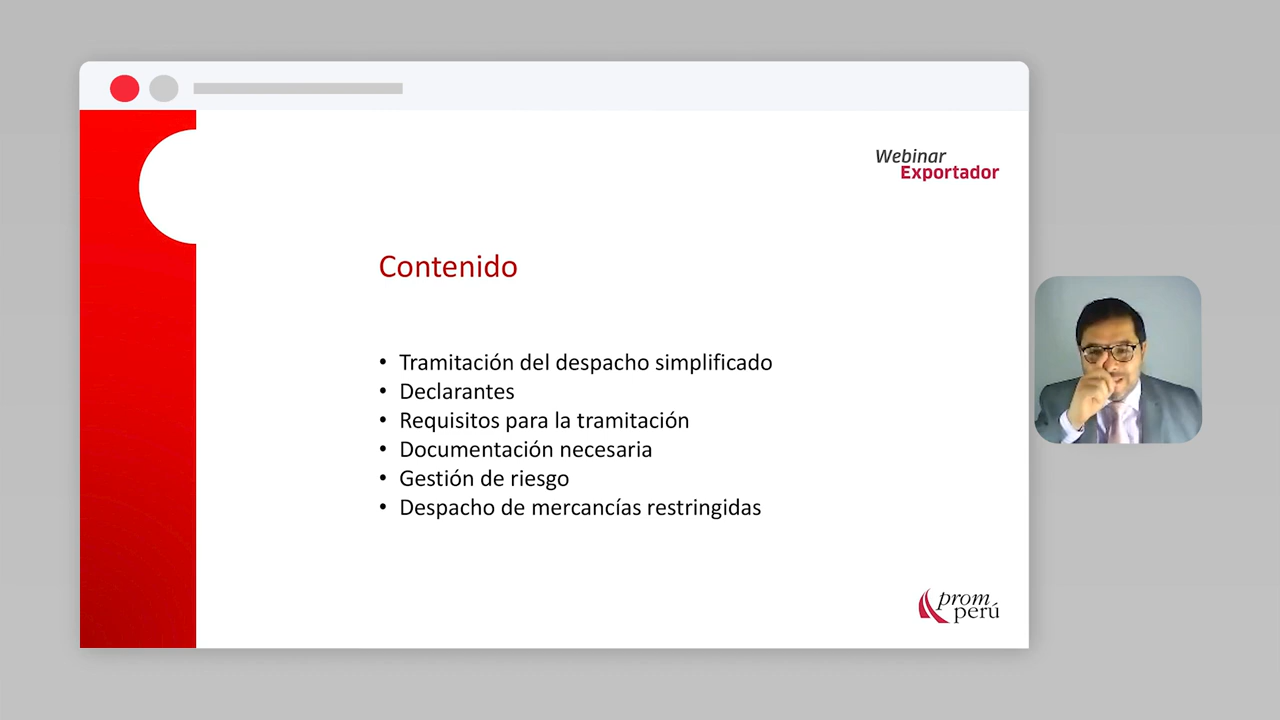 Webinar
Exportador
Contenido
• Tramitación del despacho simplificado
• Declarantes
• Requisitos para la tramitación
• Documentación necesaria
• Gestión de riesgo
• Despacho de mercancías restringidas
prom
perú